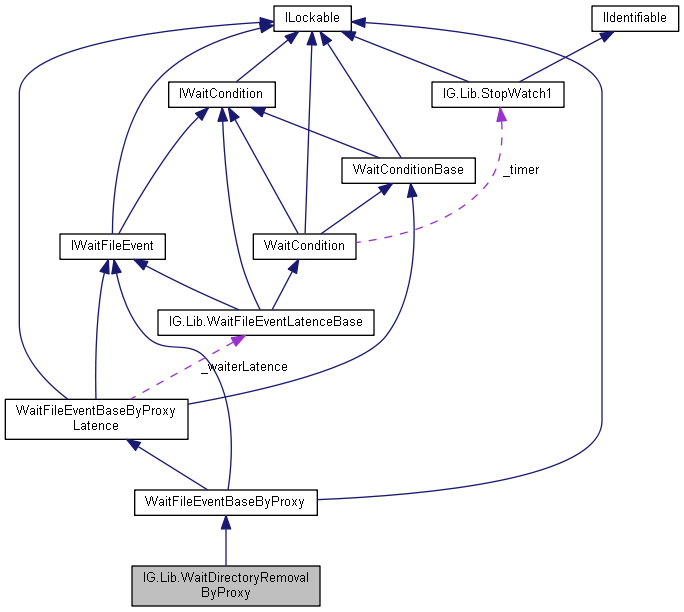 ILockable
IIdentifiable
IWaitCondition
IG.Lib.StopWatch1
WaitConditionBase
_timer
IWaitFileEvent
WaitCondition
IG.Lib.WaitFileEventLatenceBase
_waiterLatence
WaitFileEventBaseByProxy
Latence
WaitFileEventBaseByProxy
IG.Lib.WaitDirectoryRemoval
ByProxy